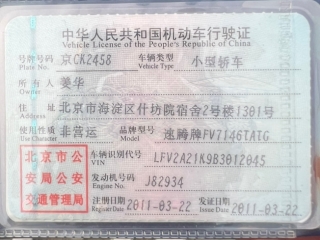 中华人民共和国机动车行驶证
Vehicle License of the People's Republic of China
号牌号码 京CK2458 车辆类型 小型轿车
Plate No. Vehicle Type
所有人 姜华
Owner
住址 北京市海淀区什坊院宿舍2号楼1301号
Address
使用性质 非营运 品牌型号 速腾牌FV7146TATG
Use Character Model
北京市公
安局公安
交通管理局
车辆识别代号 LFV2A21K9B3012045
VIN
发动机号码 J82934
Engine No.
注册日期 2011-03-22 发证日期 2011-03-22
Register Date Issue Date